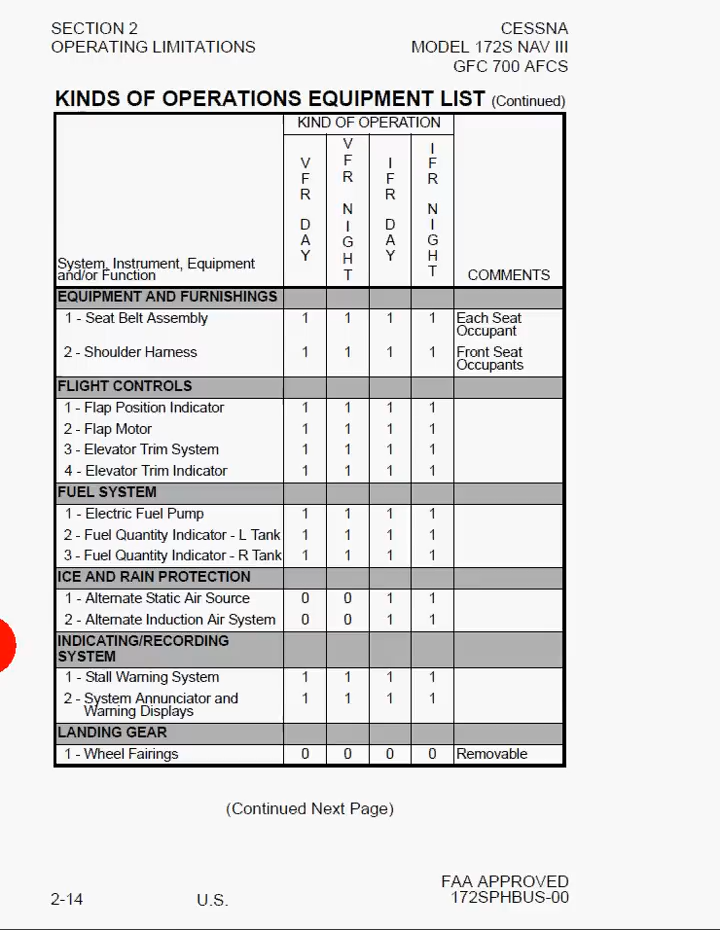 SECTION 2
OPERATING LIMITATIONS
CESSNA
MODEL 172S NAV III
GFC 700 AFCS
KINDS OF OPERATIONS EQUIPMENT LIST (Continued)
KIND OF OPERATION
System, Instrument, Equipment
and/or Function
VFR DAY
VFR NIGHT
IFR DAY
IFR NIGHT
COMMENTS
EQUIPMENT AND FURNISHINGS
1 - Seat Belt Assembly 1 1 1 1 Each Seat
Occupant
2 - Shoulder Harness 1 1 1 1 Front Seat
Occupants
FLIGHT CONTROLS
1 - Flap Position Indicator 1 1 1 1
2 - Flap Motor 1 1 1 1
3 - Elevator Trim System 1 1 1 1
4 - Elevator Trim Indicator 1 1 1 1
FUEL SYSTEM
1 - Electric Fuel Pump 1 1 1 1
2 - Fuel Quantity Indicator - L Tank 1 1 1 1
3 - Fuel Quantity Indicator - R Tank 1 1 1 1
ICE AND RAIN PROTECTION
1 - Alternate Static Air Source 0 0 1 1
2 - Alternate Induction Air System 0 0 1 1
INDICATING/RECORDING
SYSTEM
1 - Stall Warning System 1 1 1 1
2 - System Annunciator and 1 1 1 1
Warning Displays
LANDING GEAR
1 - Wheel Fairings 0 0 0 0 Removable
(Continued Next Page)
FAA APPROVED
2-14 U.S. 172SPHBUS-00